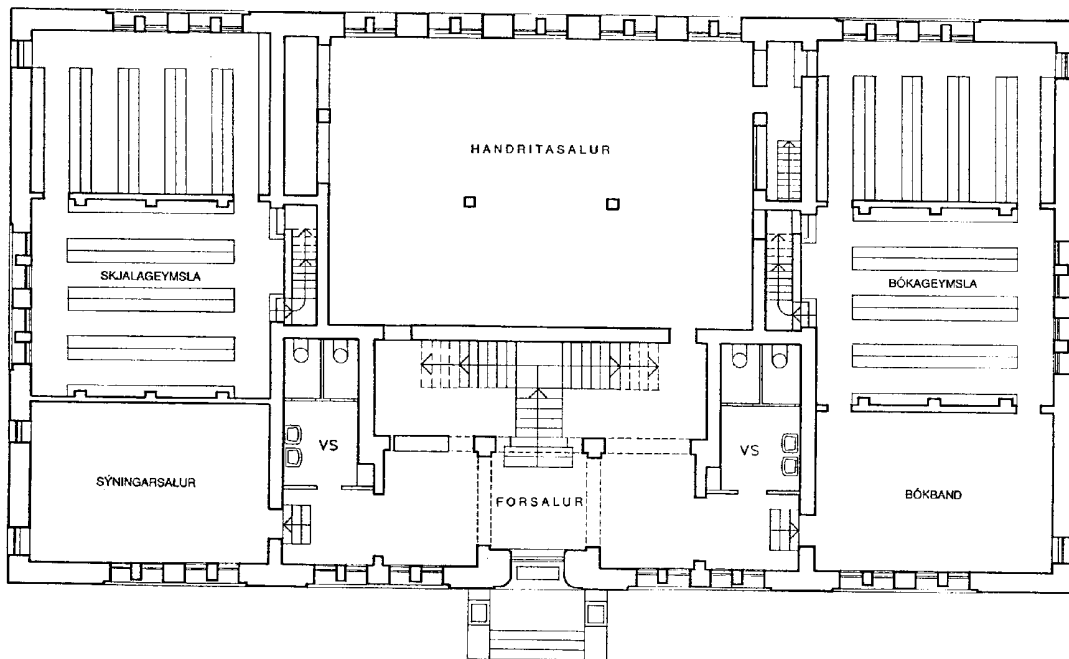 HANDRITASALUR
SKJALAGEYMSLA
BÓKAGEYMSLA
VS
VS
SÝNINGARSALUR
FORSALUR
BÓKBAND